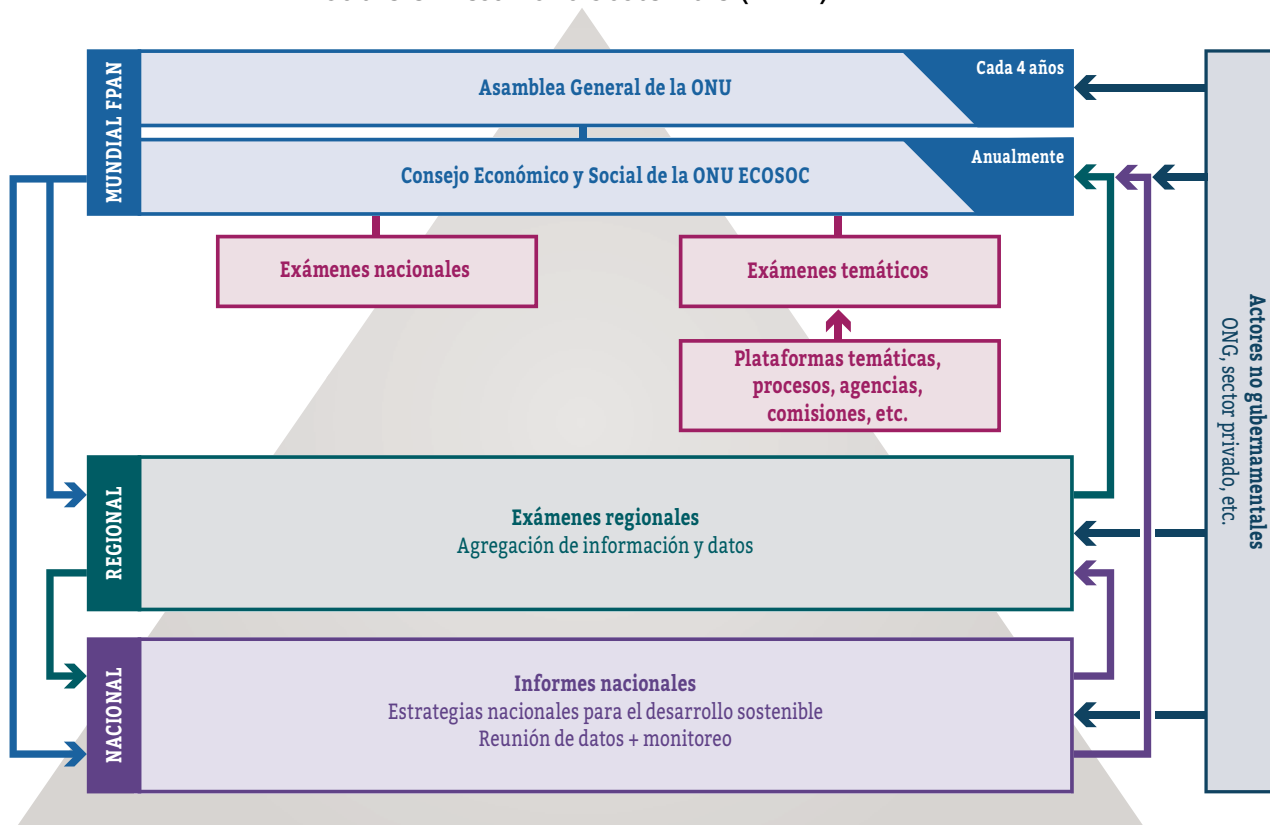 MUNDIAL FPAN
Asamblea General de la ONU
Cada 4 años
Consejo Económico y Social de la ONU ECOSOC
Anualmente
Exámenes nacionales
Exámenes temáticos
Plataformas temáticas,
procesos, agencias,
comisiones, etc.
REGIONAL
Exámenes regionales
Agregación de información y datos
NACIONAL
Informes nacionales
Estrategias nacionales para el desarrollo sostenible
Reunión de datos + monitoreo
Actores no gubernamentales
ONG, sector privado, etc.